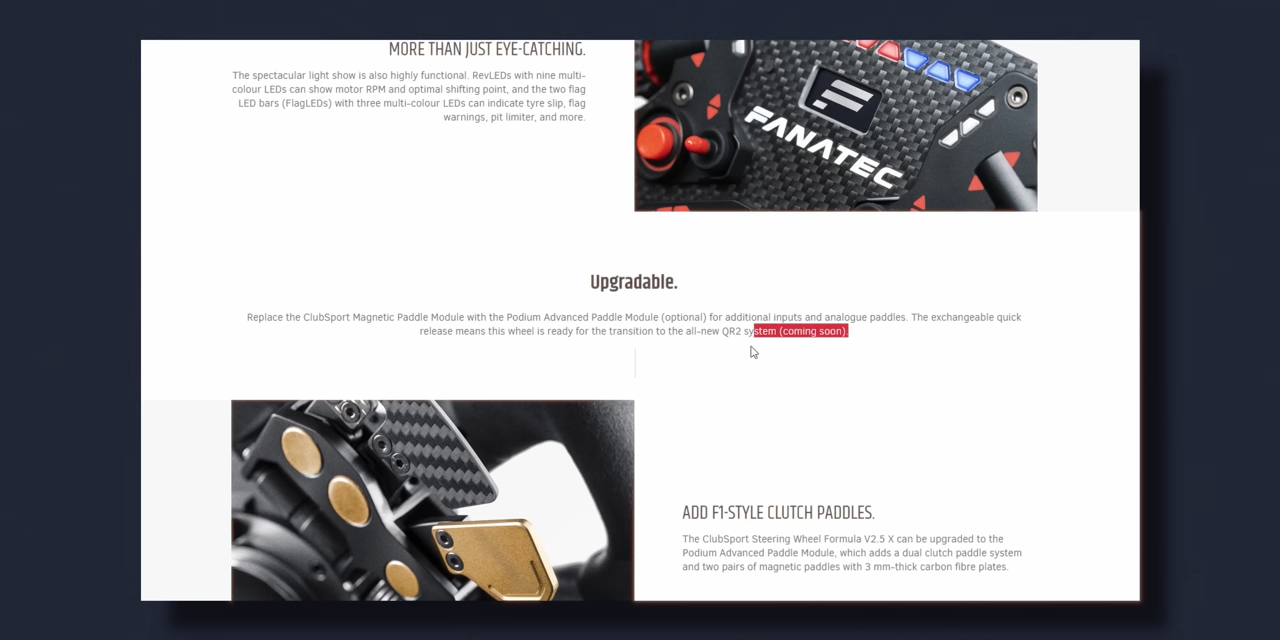 MORE THAN JUST EYE-CATCHING.
The spectacular light show is also highly functional. RevLEDs with nine multi-
colour LEDs can show motor RPM and optimal shifting point, and the two flag
LED bars (FlagLEDs) with three multi-colour LEDs can indicate tyre slip, flag
warnings, pit limiter, and more.
FANATEC
Upgradable.
Replace the ClubSport Magnetic Paddle Module with the Podium Advanced Paddle Module (optional) for additional inputs and analogue paddles. The exchangeable quick
release means this wheel is ready for the transition to the all-new QR2 system (coming soon).
ADD F1-STYLE CLUTCH PADDLES.
The ClubSport Steering Wheel Formula V2.5 X can be upgraded to the
Podium Advanced Paddle Module, which adds a dual clutch paddle system
and two pairs of magnetic paddles with 3 mm-thick carbon fibre plates.